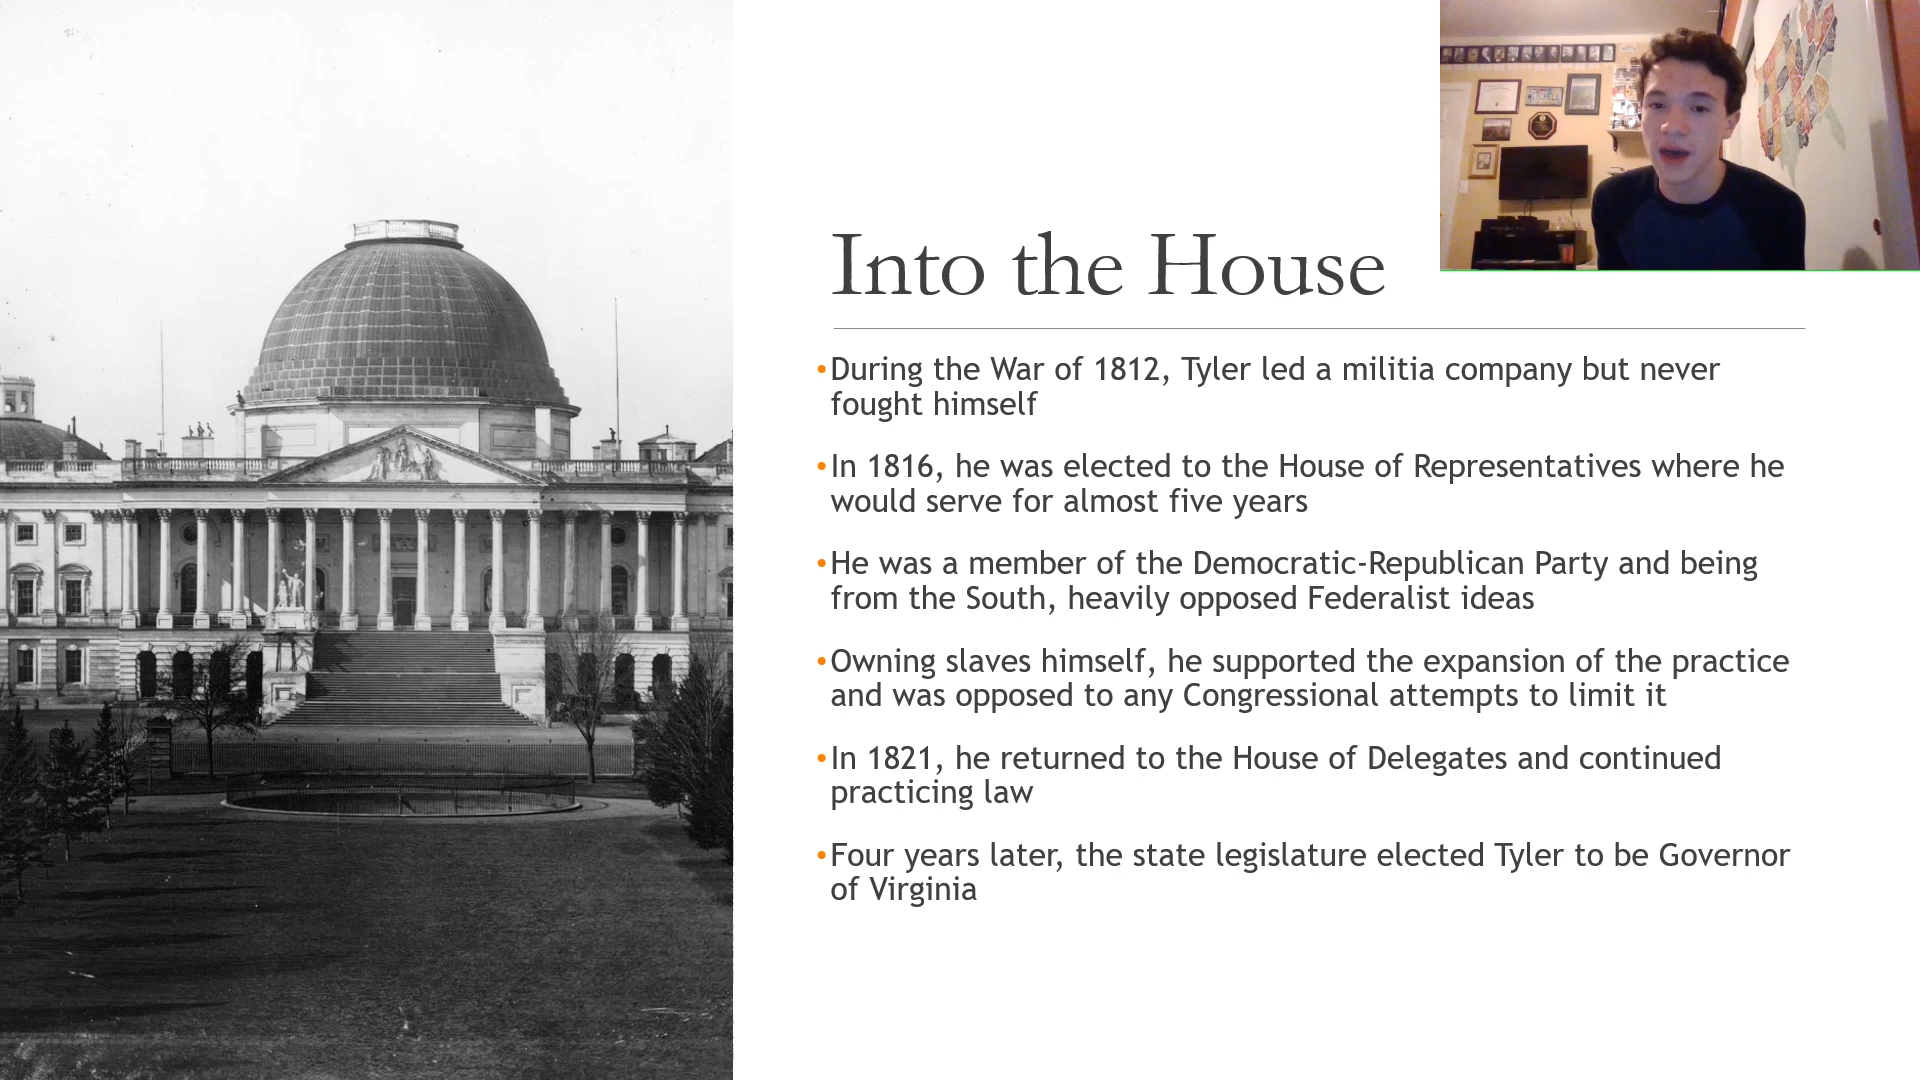 Into the House
•During the War of 1812, Tyler led a militia company but never
fought himself
•In 1816, he was elected to the House of Representatives where he
would serve for almost five years
•He was a member of the Democratic-Republican Party and being
from the South, heavily opposed Federalist ideas
•Owning slaves himself, he supported the expansion of the practice
and was opposed to any Congressional attempts to limit it
•In 1821, he returned to the House of Delegates and continued
practicing law
•Four years later, the state legislature elected Tyler to be Governor
of Virginia